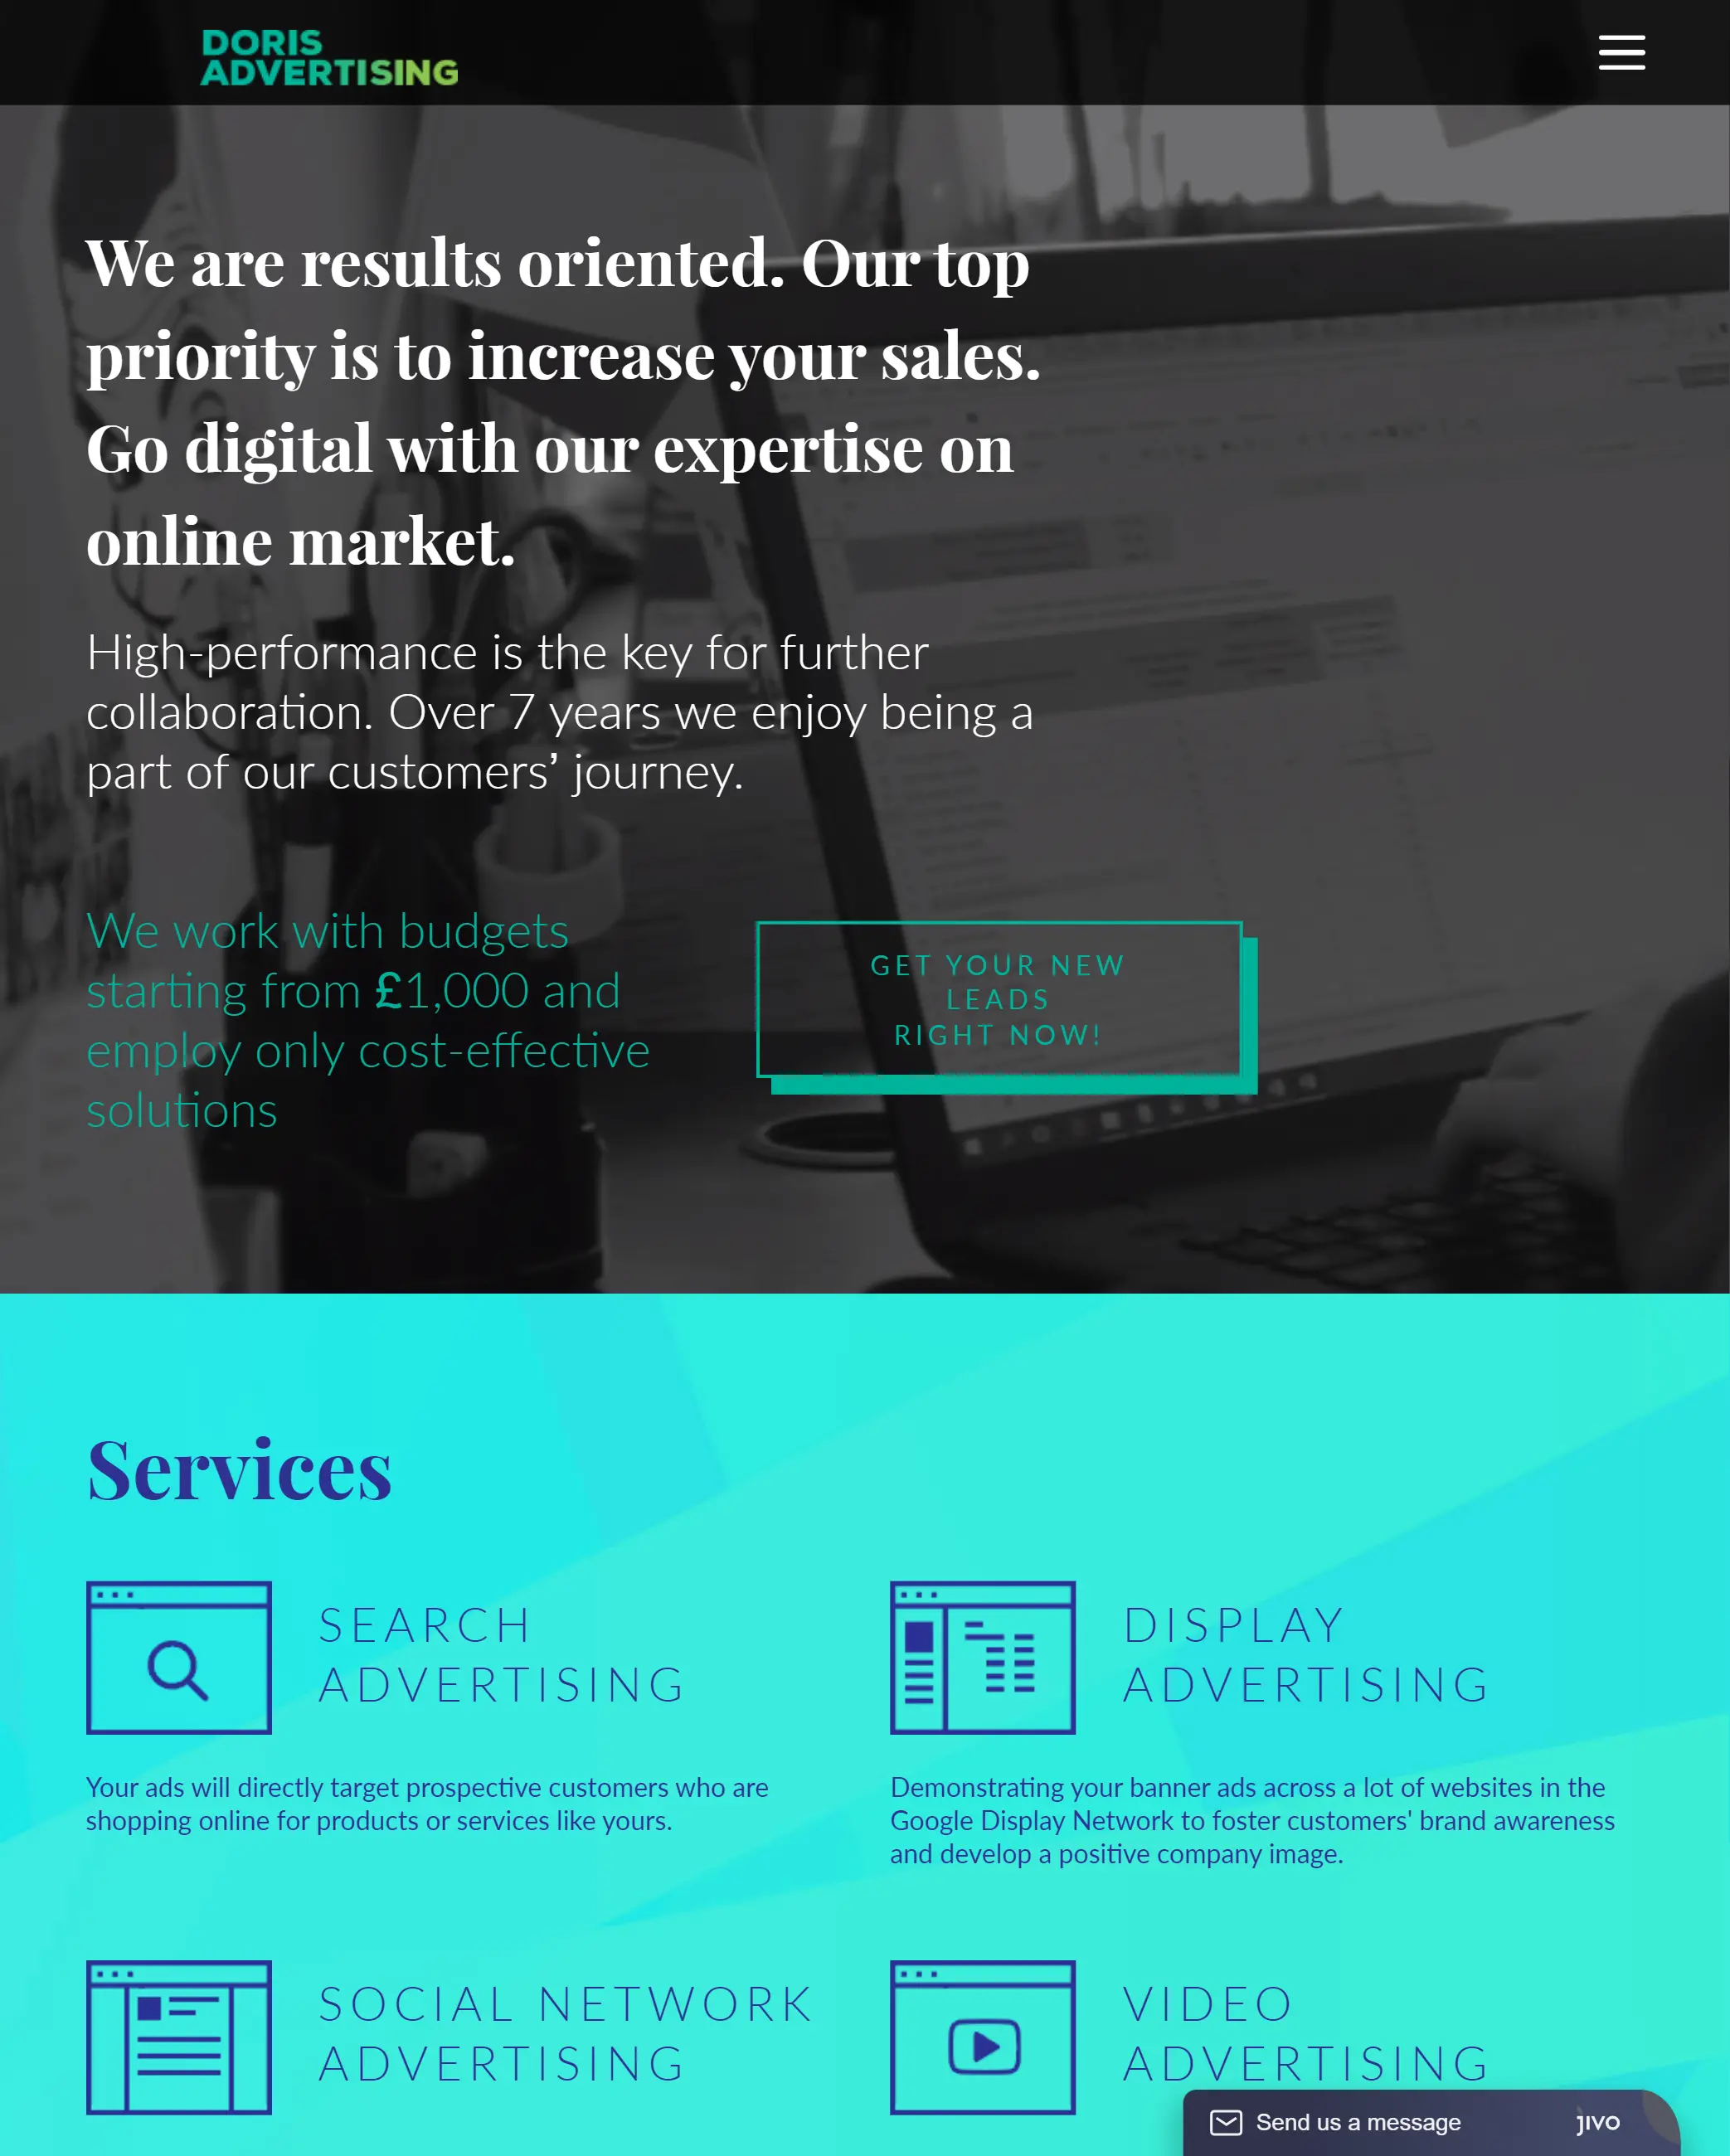 DORIS
ADVERTISING
We are results oriented. Our top
priority is to increase your sales.
Go digital with our expertise on
online market.
High-performance is the key for further
collaboration. Over 7 years we enjoy being a
part of our customers’ journey.
We work with budgets
starting from £1,000 and
employ only cost-effective
solutions
GET YOUR NEW
LEADS
RIGHT NOW!
Services
SEARCH
ADVERTISING
Your ads will directly target prospective customers who are
shopping online for products or services like yours.
DISPLAY
ADVERTISING
Demonstrating your banner ads across a lot of websites in the
Google Display Network to foster customers' brand awareness
and develop a positive company image.
SOCIAL NETWORK
ADVERTISING
VIDEO
ADVERTISING
Send us a message
jivo